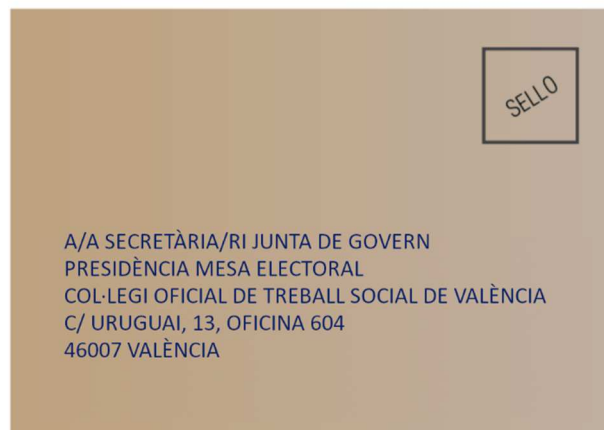 SELLO
A/A SECRETÀRIA/RI JUNTA DE GOVERN
PRESIDÈNCIA MESA ELECTORAL
COL·LEGI OFICIAL DE TREBALL SOCIAL DE VALÈNCIA
C/ URUGUAI, 13, OFICINA 604
46007 VALÈNCIA